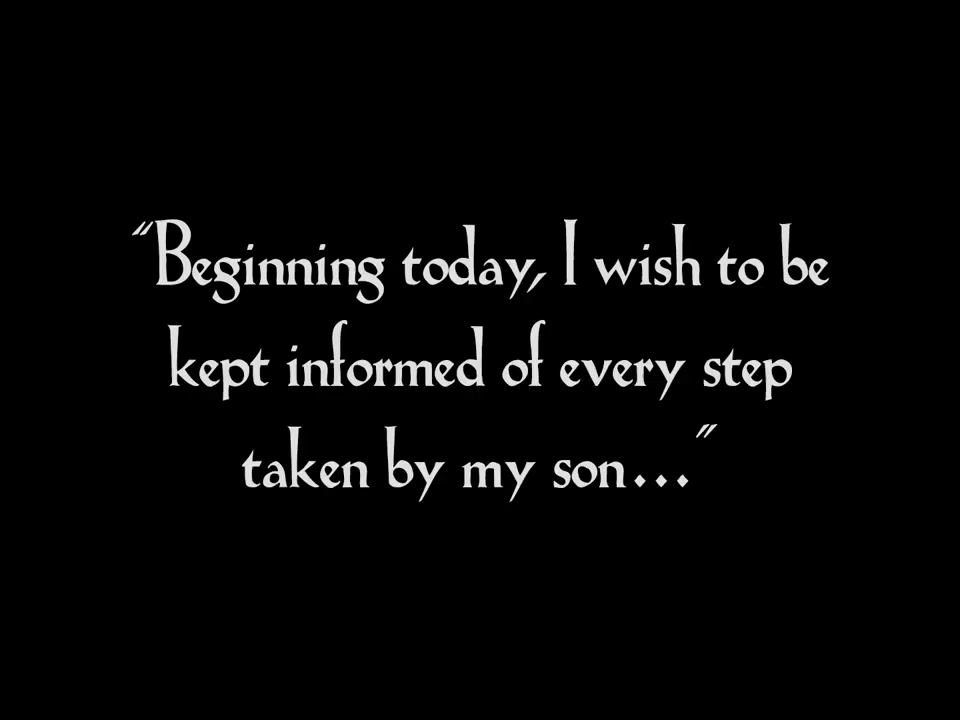 "Beginning today, I wish to be
kept informed of every step
taken by my son..."